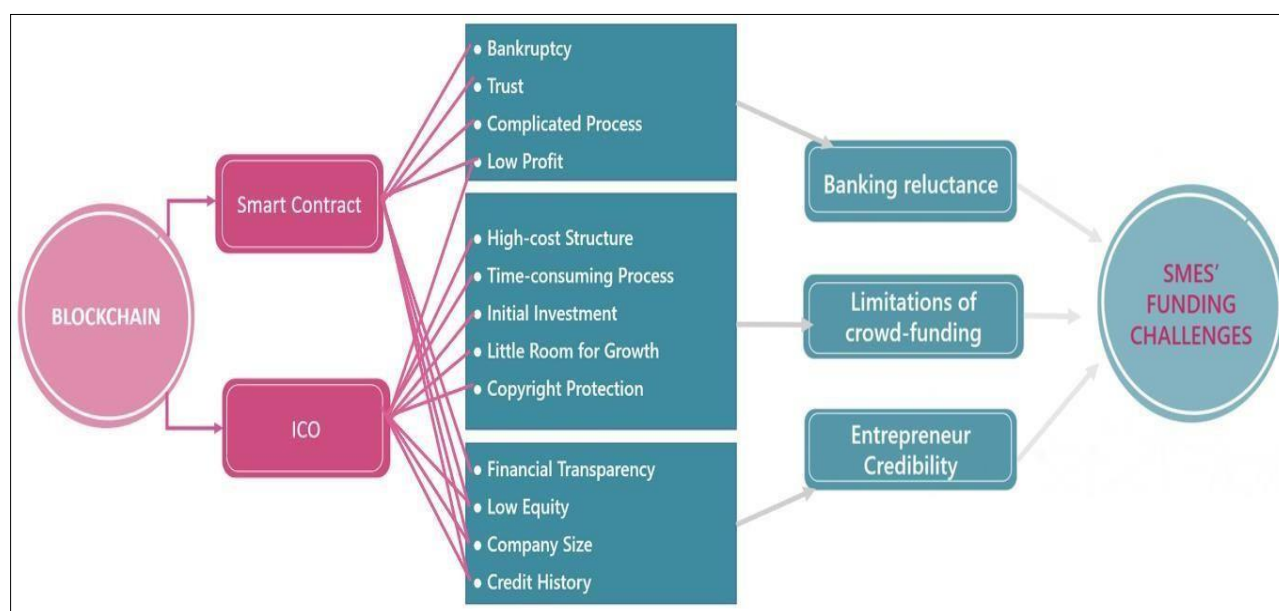 BLOCKCHAIN
Smart Contract
ICO
• Bankruptcy
• Trust
• Complicated Process
• Low Profit
• High-cost Structure
• Time-consuming Process
• Initial Investment
• Little Room for Growth
• Copyright Protection
• Financial Transparency
• Low Equity
• Company Size
• Credit History
Banking reluctance
Limitations of
crowd-funding
Entrepreneur
Credibility
SMES’
FUNDING
CHALLENGES